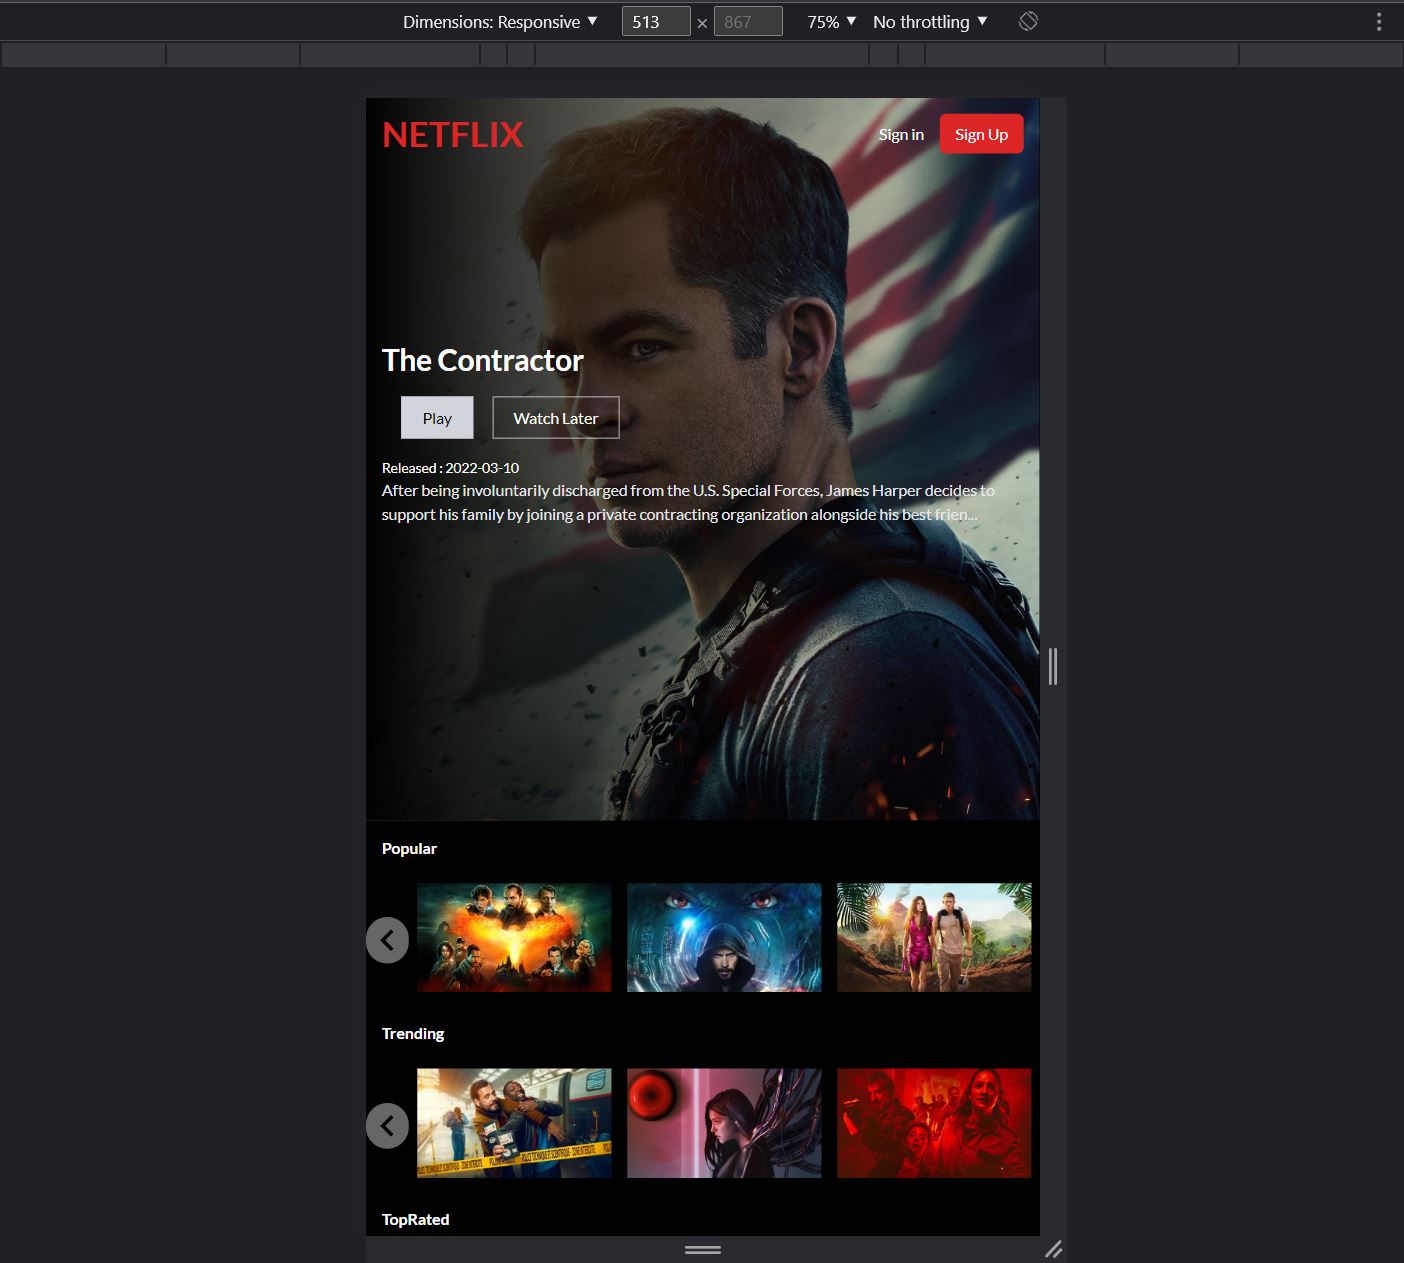 Dimensions: Responsive ▼ 513 × 867 75% ▼ No throttling ▼
NETFLIX
Sign in Sign Up
The Contractor
Play Watch Later
Released : 2022-03-10
After being involuntarily discharged from the U.S. Special Forces, James Harper decides to
support his family by joining a private contracting organization alongside his best frien...
Popular
Trending
TopRated